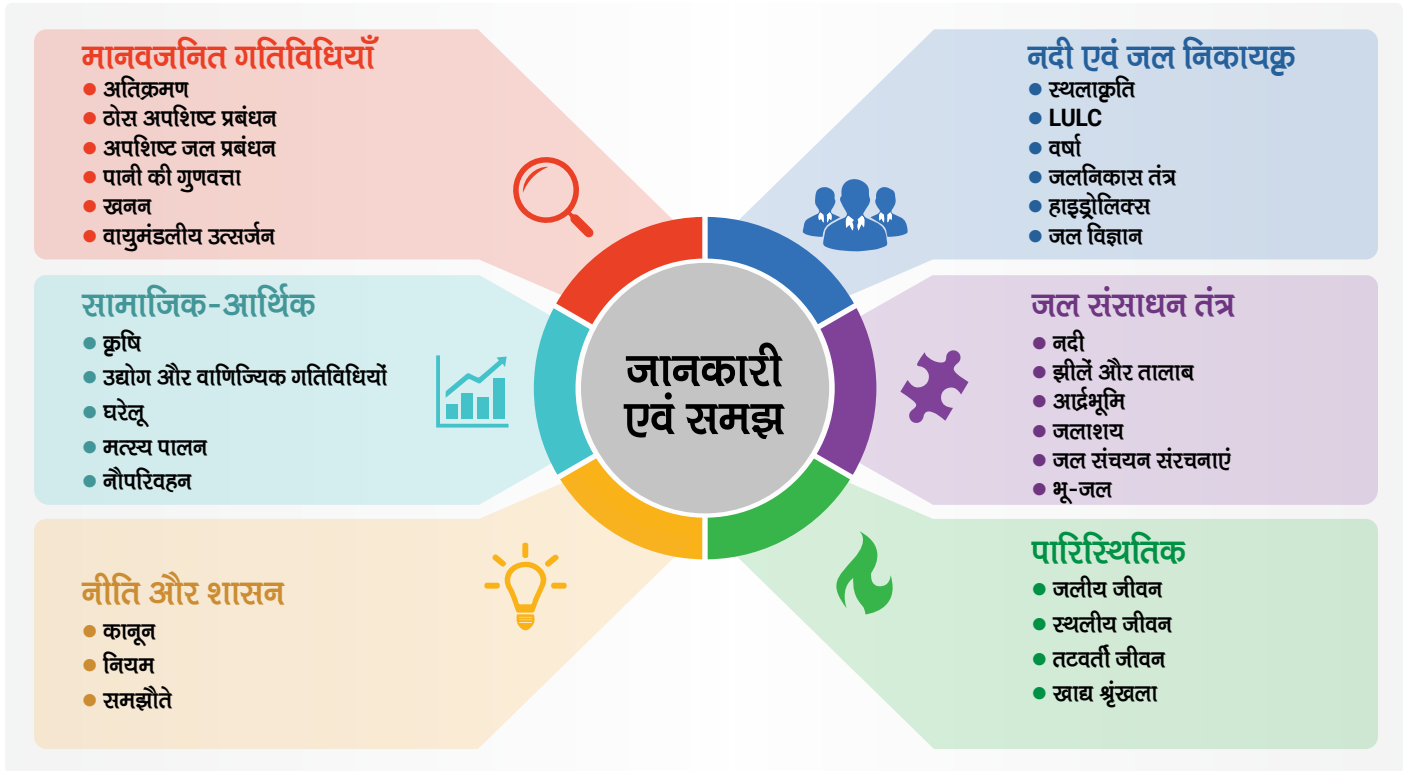 मानवजनित गतिविधियाँ
अतिक्रमण
ठोस अपशिष्ट प्रबंधन
अपशिष्ट जल प्रबंधन
पानी की गुणवत्ता
खनन
वायुमंडलीय उत्सर्जन
सामाजिक-आर्थिक
कृषि
उद्योग और वाणिज्यिक गतिविधियों
घरेलू
मत्स्य पालन
नौपरिवहन
नीति और शासन
कानून
नियम
समझौते
जानकारी
एवं समझ
नदी एवं जल निकायकृ
स्थलाकृति
LULC
वर्षा
जलनिकास तंत्र
हाइड्रोलिक्स
जल विज्ञान
जल संसाधन तंत्र
नदी
झीलें और तालाब
आर्द्रभूमि
जलाशय
जल संचयन संरचनाएं
भू-जल
पारिस्थितिक
जलीय जीवन
स्थलीय जीवन
तटवर्ती जीवन
खाद्य श्रृंखला